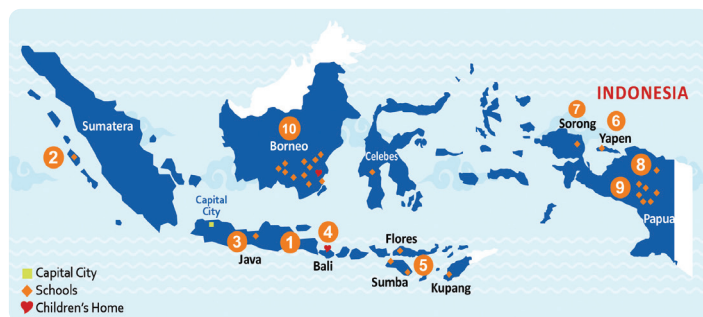 INDONESIA
7
6
Sorong
Yapen
10
Borneo
Sumatera
2
Celebes
8
9
Papua
Capital
City
3
1
4
Java
Bali
Flores
5
Sumba
Kupang
Capital City
Schools
Children's Home